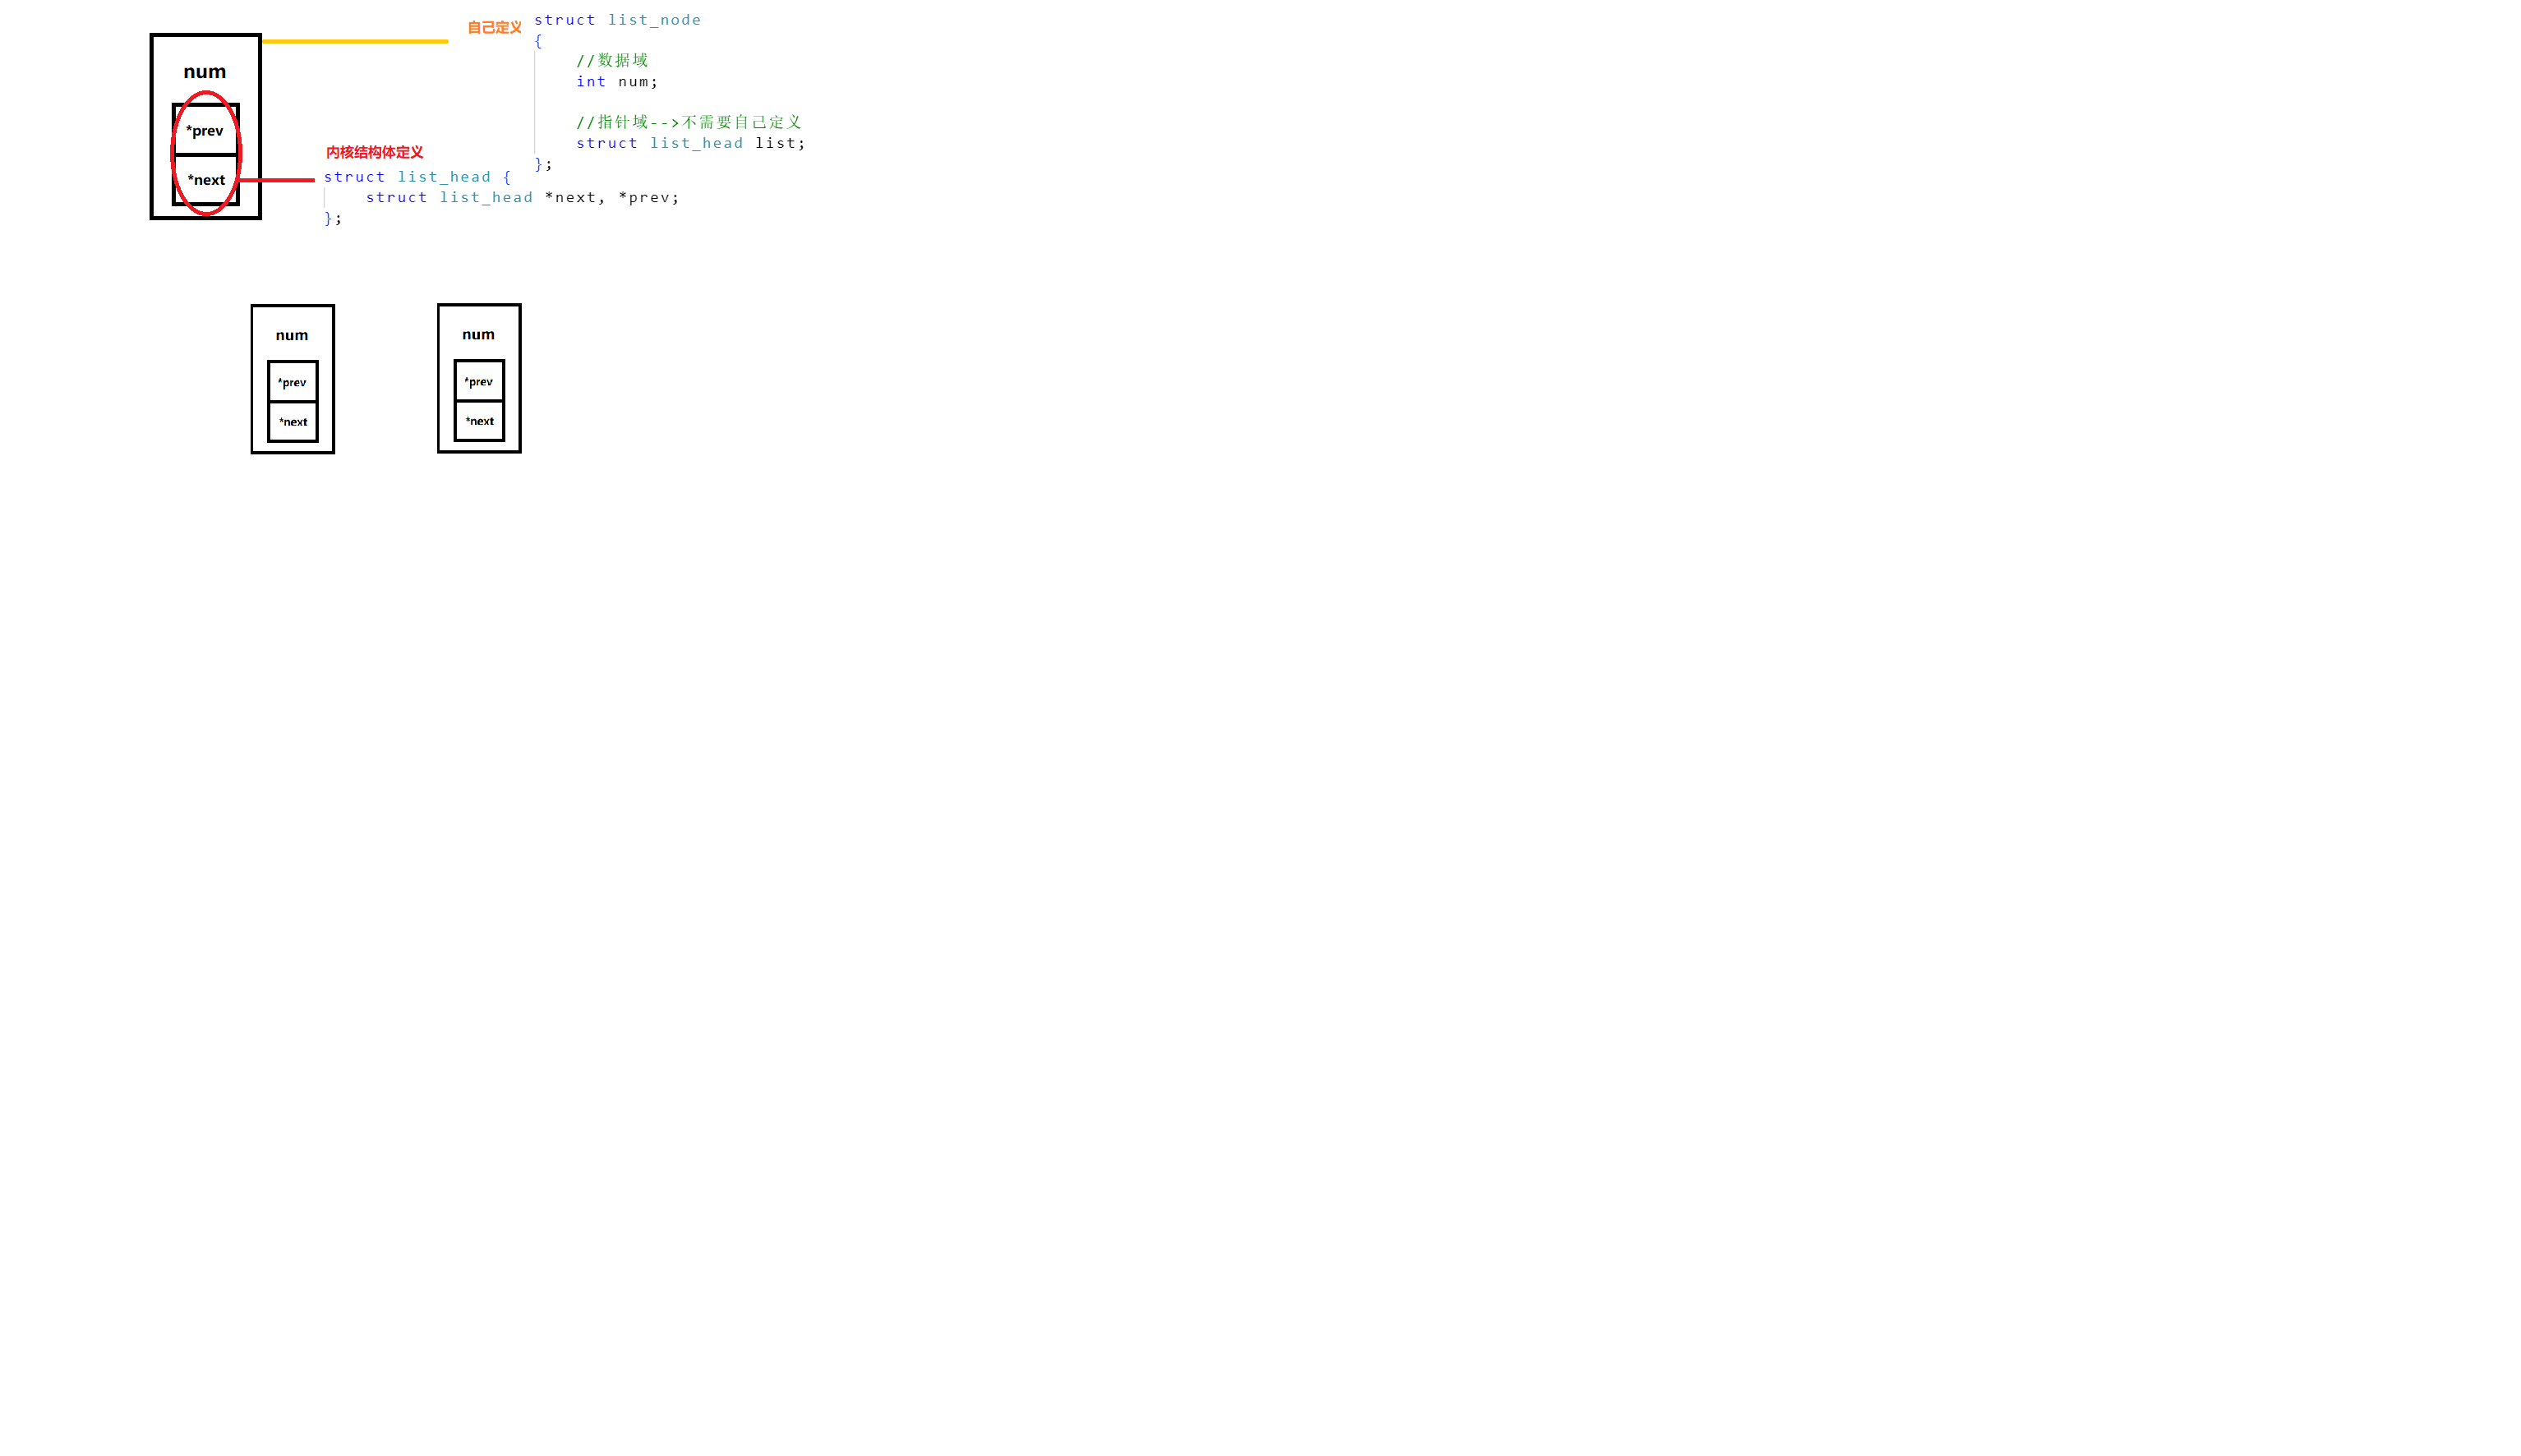 自己定义
struct list_node
{
//数据域
int num;
//指针域-->不需要自己定义
struct list_head list;
};
num
*prev
*next
内核结构体定义
struct list_head {
struct list_head *next, *prev;
};
num
*prev
*next
num
*prev
*next